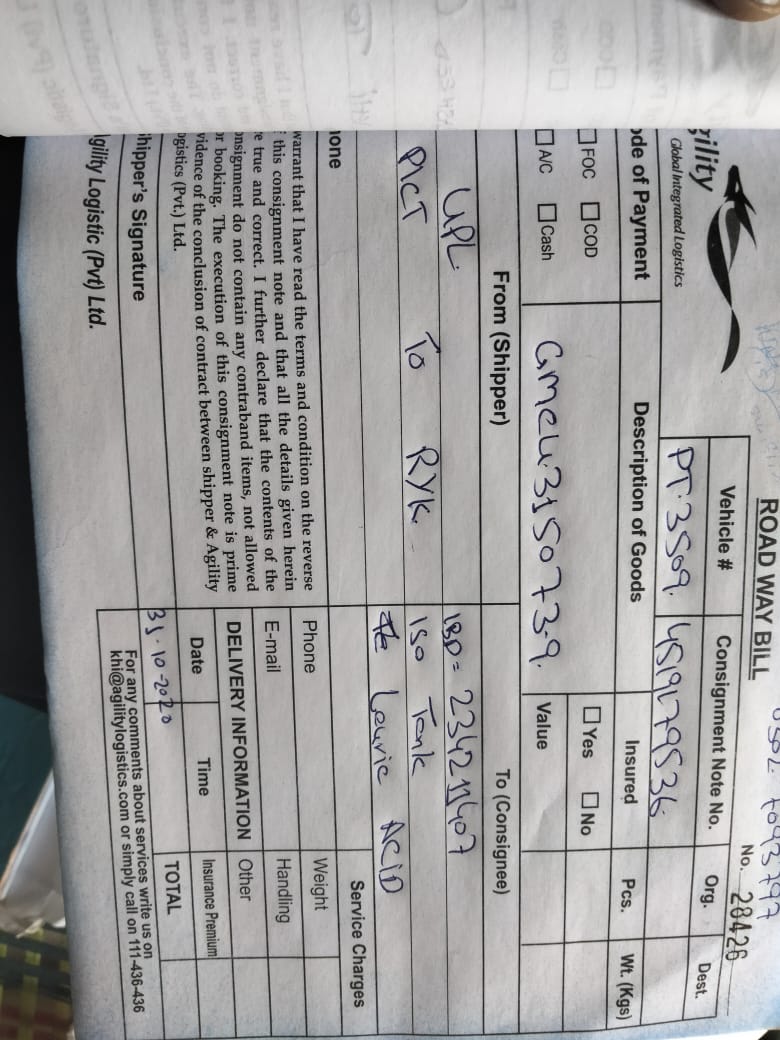 ROAD WAY BILL
No. 28426
gility
Global Integrated Logistics
Vehicle #
Consignment Note No.
Org.
Dest.
PT.3509.
4519179536
ode of Payment
Description of Goods
Insured
Pcs.
Wt. (Kgs)
FOC
COD
Yes
No
A/C
Cash
GMCU.3150739.
Value
From (Shipper)
To (Consignee)
UPL.
IBD= 234211407
PICT To RYK
ISO Tank
Lauric ACID
hone
Service Charges
Phone
Weight
E-mail
Handling
DELIVERY INFORMATION
Other
Date
Time
Insurance Premium
31.10-2020
TOTAL
warrant that I have read the terms and condition on the reverse
f this consignment note and that all the details given herein
re true and correct. I further declare that the contents of the
onsignment do not contain any contraband items, not allowed
or booking. The execution of this consignment note is prime
vidence of the conclusion of contract between shipper & Agility
ogistics (Pvt.) Ltd.
hipper's Signature
For any comments about services write us on
khi@agilitylogistics.com or simply call on 111-436-436
gility Logistic (Pvt) Ltd.